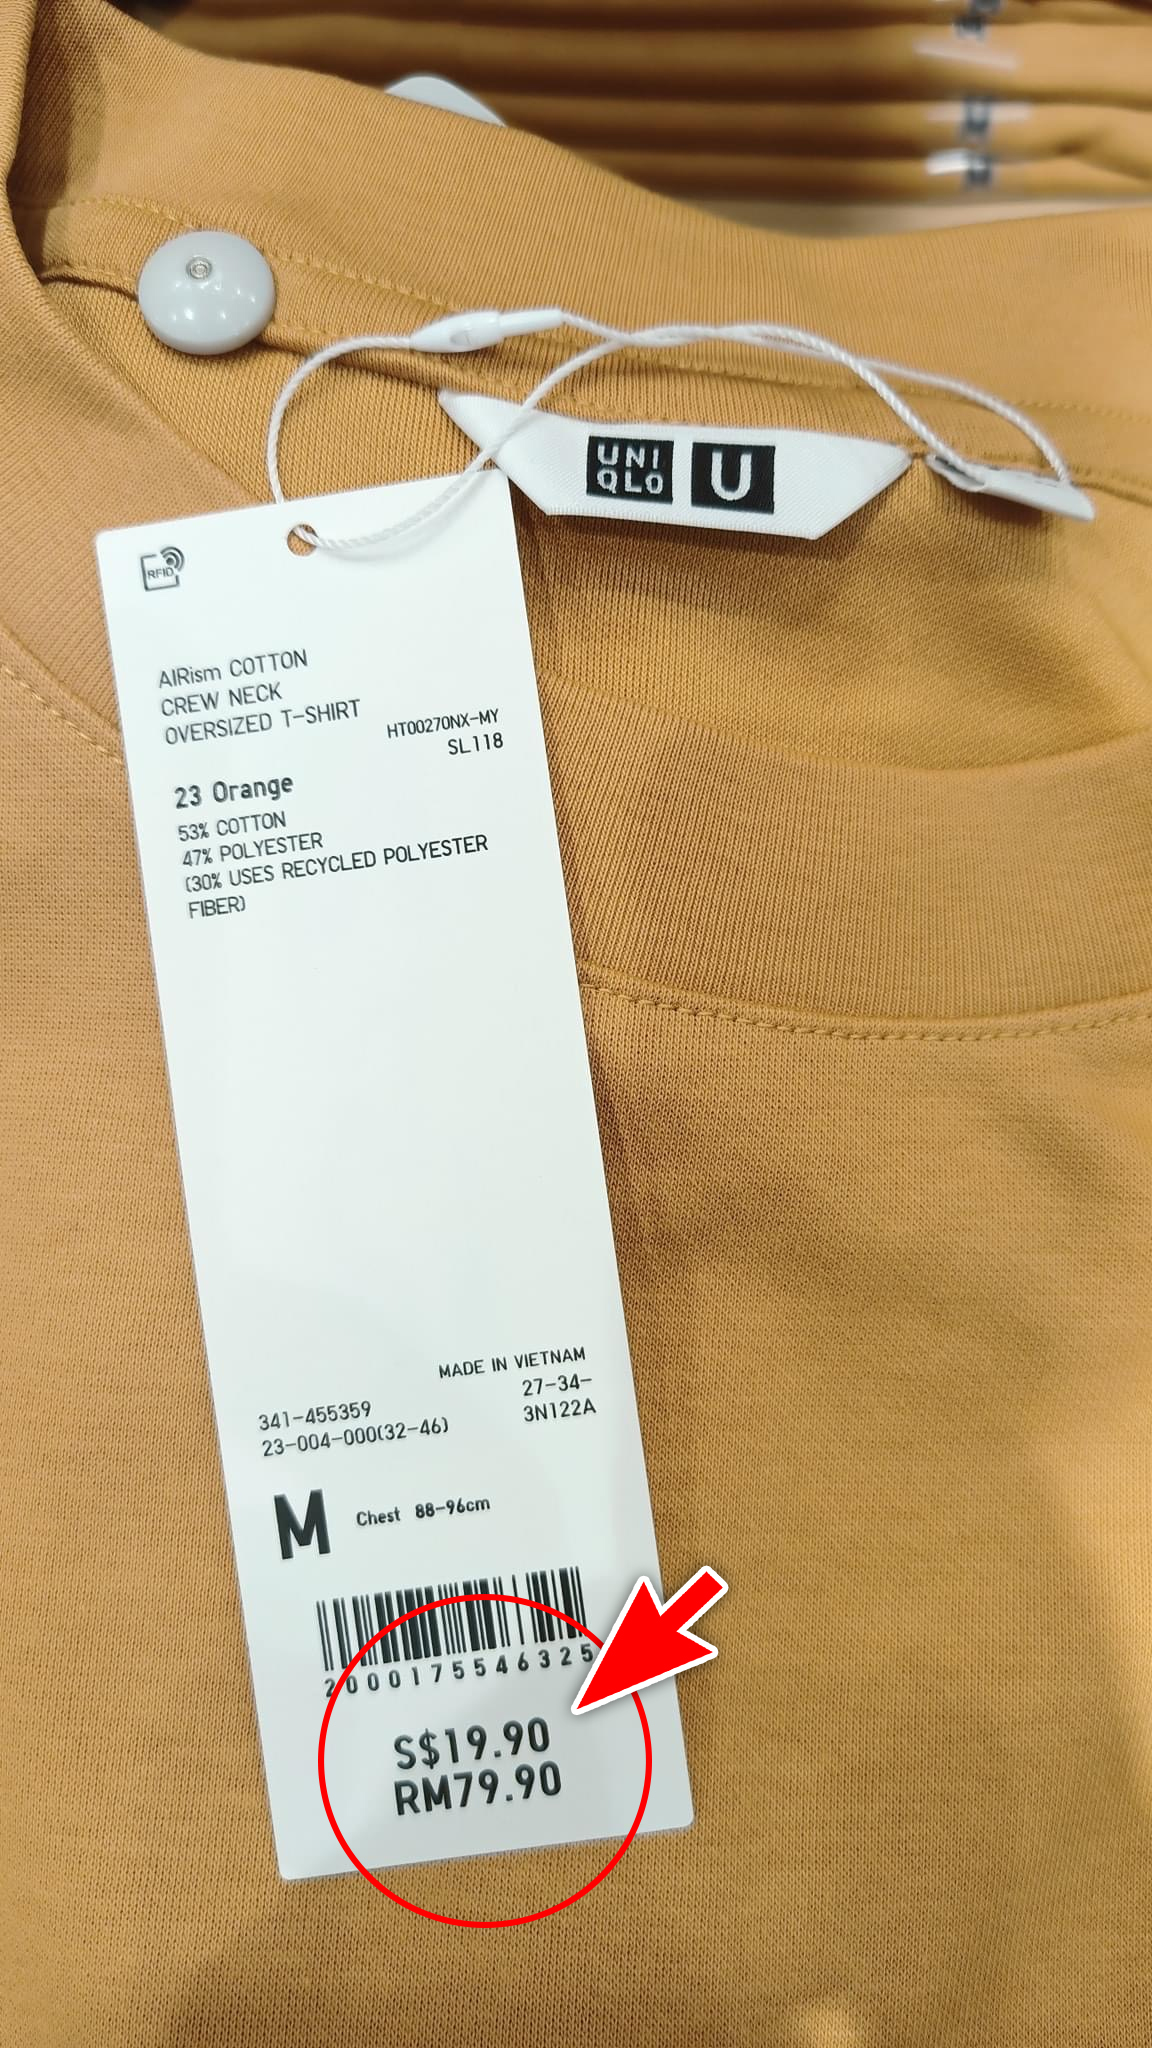 UNI
QLO
U
RFID
AIRism COTTON
CREW NECK
OVERSIZED T-SHIRT
HT00270NX-MY
SL118
23 Orange
53% COTTON
47% POLYESTER
(30% USES RECYCLED POLYESTER
FIBER)
MADE IN VIETNAM
341-455359
27-34-
23-004-000(32-46)
3N122A
M
Chest 88-96cm
2000175546325
S$19.90
RM79.90